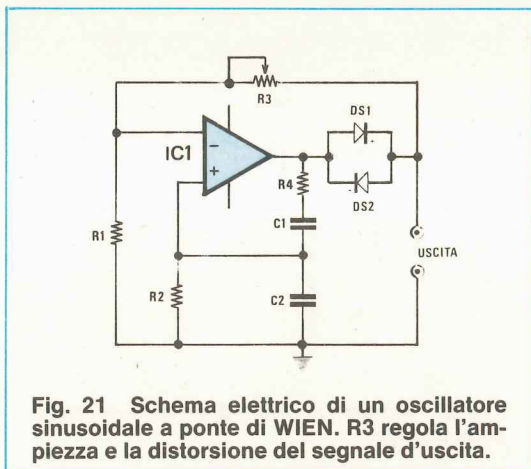 R3
DS1
IC1
-
+
R4
DS2
C1
R1
USCITA
R2
C2
Fig. 21 Schema elettrico di un oscillatore
sinusoidale a ponte di WIEN. R3 regola l'am-
piezza e la distorsione del segnale d'uscita.